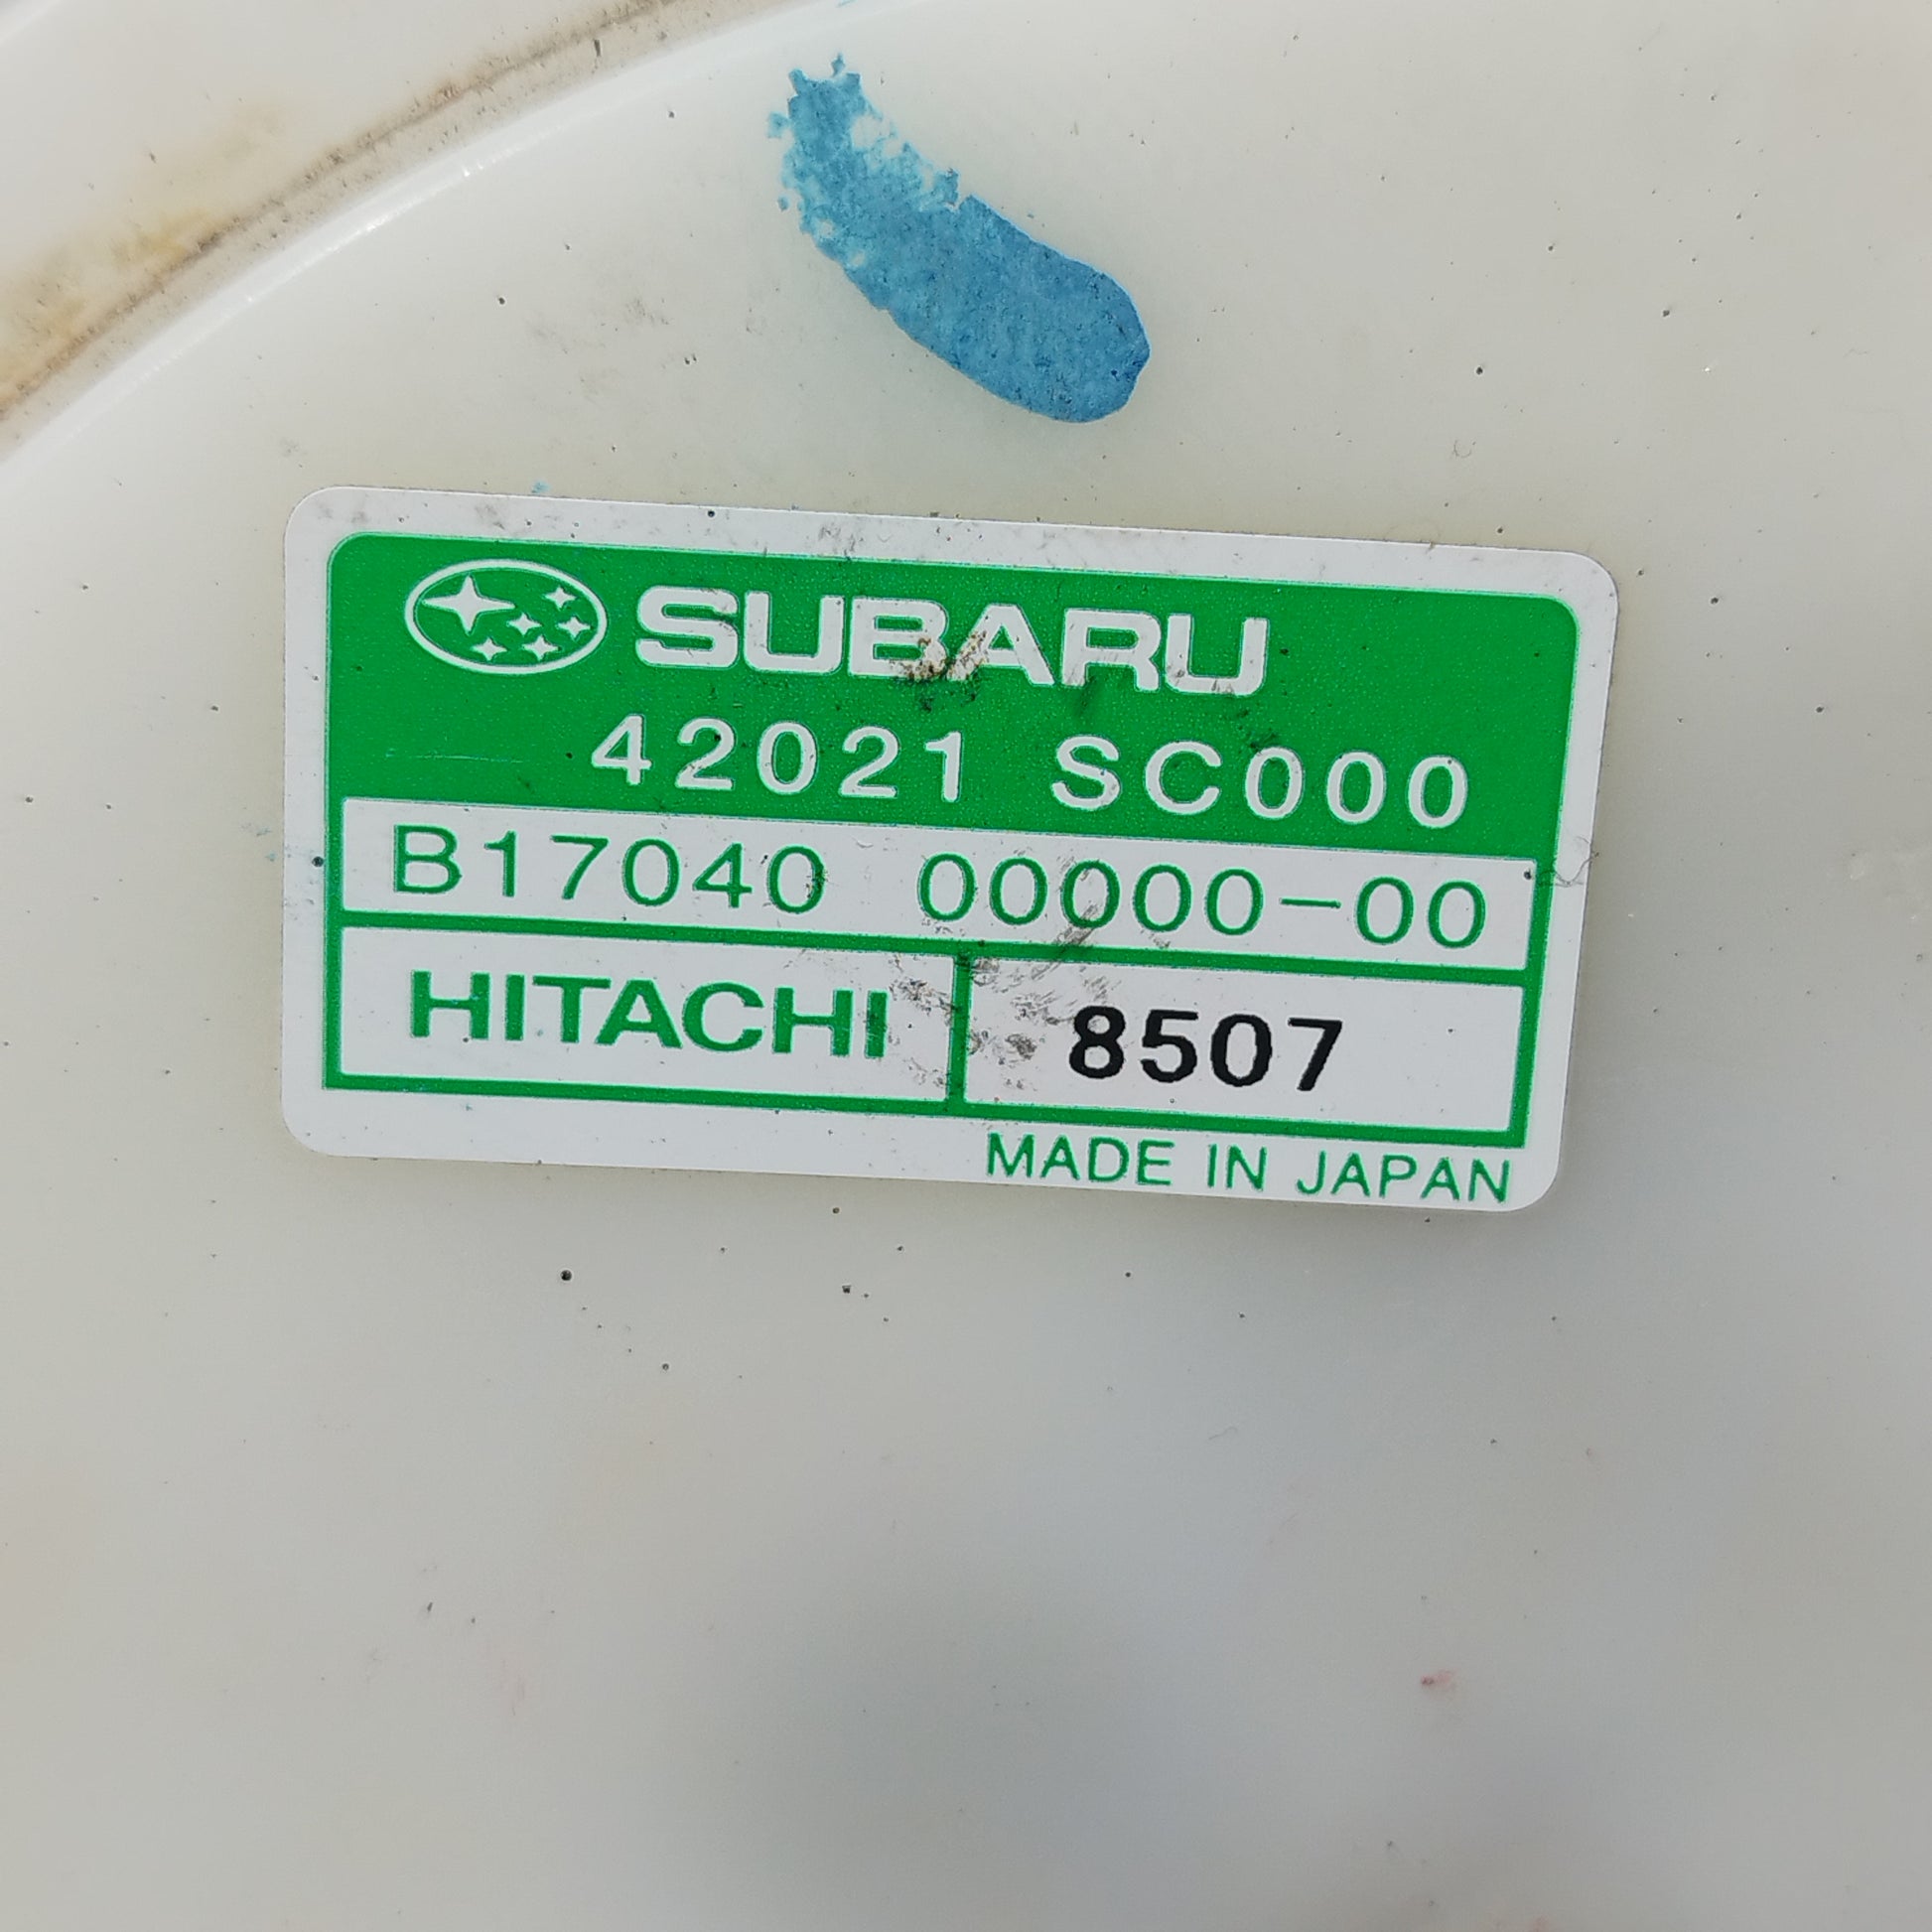 SUBARU
42021 SC000
B17040 00000-00
HITACHI 8507
MADE IN JAPAN